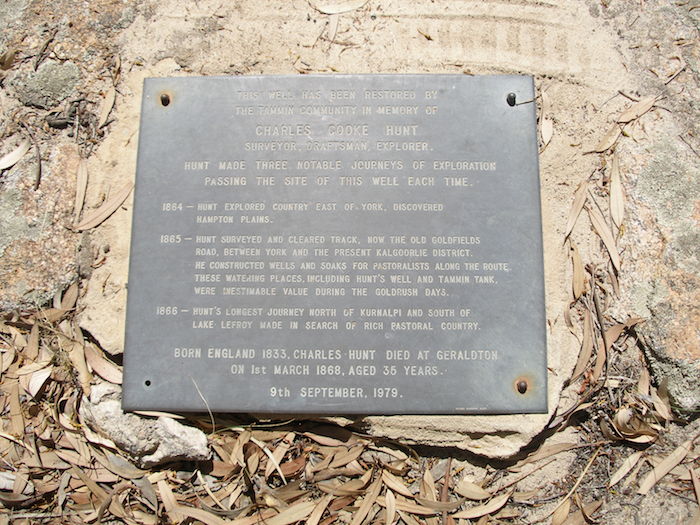 THIS WELL HAS BEEN RESTORED BY
THE TAMMIN COMMUNITY IN MEMORY OF
CHARLES COOKE HUNT
SURVEYOR, DRAFTSMAN, EXPLORER.
HUNT MADE THREE NOTABLE JOURNEYS OF EXPLORATION
PASSING THE SITE OF THIS WELL EACH TIME.
1864 – HUNT EXPLORED COUNTRY EAST OF YORK, DISCOVERED
HAMPTON PLAINS.
1865 – HUNT SURVEYED AND CLEARED TRACK, NOW THE OLD GOLDFIELDS
ROAD, BETWEEN YORK AND THE PRESENT KALGOORLIE DISTRICT.
HE CONSTRUCTED WELLS AND SOAKS FOR PASTORALISTS ALONG THE ROUTE.
THESE WATERING PLACES, INCLUDING HUNT'S WELL AND TAMMIN TANK,
WERE INESTIMABLE VALUE DURING THE GOLDRUSH DAYS.
1866 – HUNT'S LONGEST JOURNEY NORTH OF KURNALPI AND SOUTH OF
LAKE LEFROY MADE IN SEARCH OF RICH PASTORAL COUNTRY.
BORN ENGLAND 1833, CHARLES HUNT DIED AT GERALDTON
ON 1st MARCH 1868, AGED 35 YEARS.
9th SEPTEMBER, 1979.